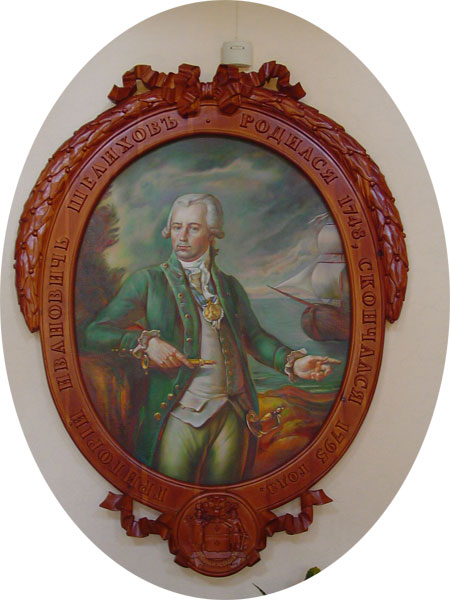 ГРИГОРІЙ ИВАНОВИЧЪ ШЕЛИХОВЪ · РОДИЛСЯ 1748, СКОНЧАЛСЯ 1795 ГОДА.